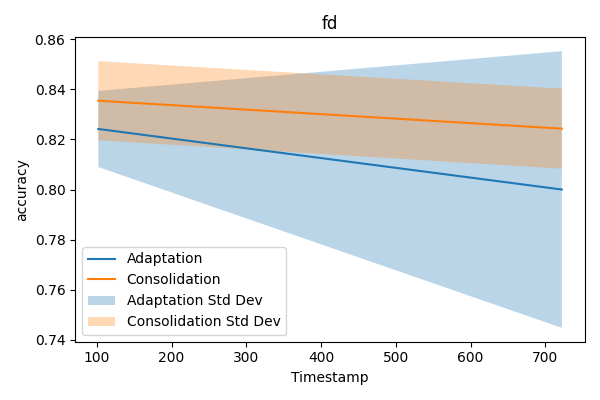 fd
0.86
0.84
0.82
0.80
0.78
0.76
0.74
accuracy
Adaptation
Consolidation
Adaptation Std Dev
Consolidation Std Dev
100 200 300 400 500 600 700
Timestamp